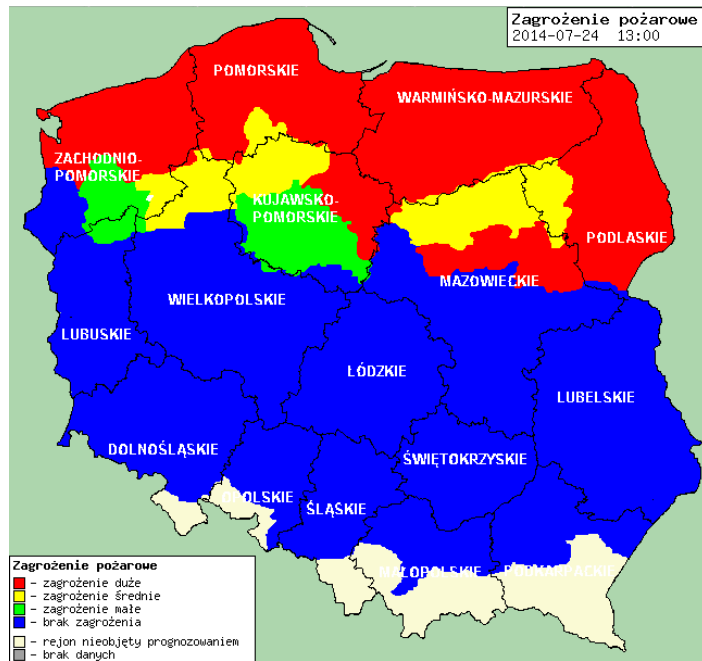 Zagrożenie pożarowe
2014-07-24 13:00
POMORSKIE
WARMIŃSKO-MAZURSKIE
ZACHODNIO-
POMORSKIE
KUJAWSKO-
POMORSKIE
PODLASKIE
MAZOWIECKIE
WIELKOPOLSKIE
LUBUSKIE
ŁÓDZKIE
LUBELSKIE
DOLNOŚLĄSKIE
ŚWIĘTOKRZYSKIE
OPOLSKIE
ŚLĄSKIE
MAŁOPOLSKIE
PODKARPACKIE
Zagrożenie pożarowe
– zagrożenie duże
– zagrożenie średnie
– zagrożenie małe
– brak zagrożenia
– rejon nieobjęty prognozowaniem
– brak danych